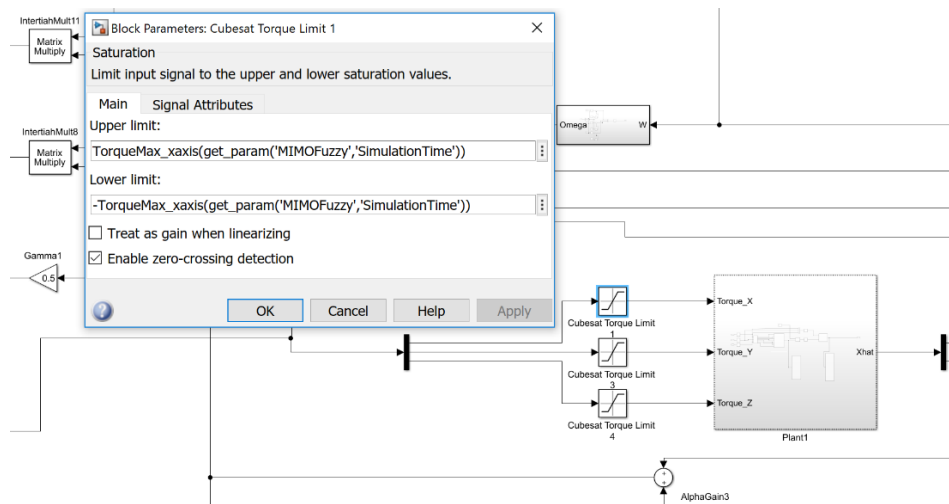 IntertiahMult11
Matrix
Multiply
IntertiahMult8
Matrix
Multiply
Gamma1
0.5
Block Parameters: Cubesat Torque Limit 1
Saturation
Limit input signal to the upper and lower saturation values.
Main
Signal Attributes
Upper limit:
TorqueMax_xaxis(get_param('MIMOFuzzy','SimulationTime'))
Lower limit:
-TorqueMax_xaxis(get_param('MIMOFuzzy','SimulationTime'))
Treat as gain when linearizing
Enable zero-crossing detection
OK
Cancel
Help
Apply
Omega
W
Cubesat Torque Limit
1
Cubesat Torque Limit
3
Cubesat Torque Limit
4
Torque_X
Torque_Y
Torque_Z
Xhat
Plant1
AlphaGain3